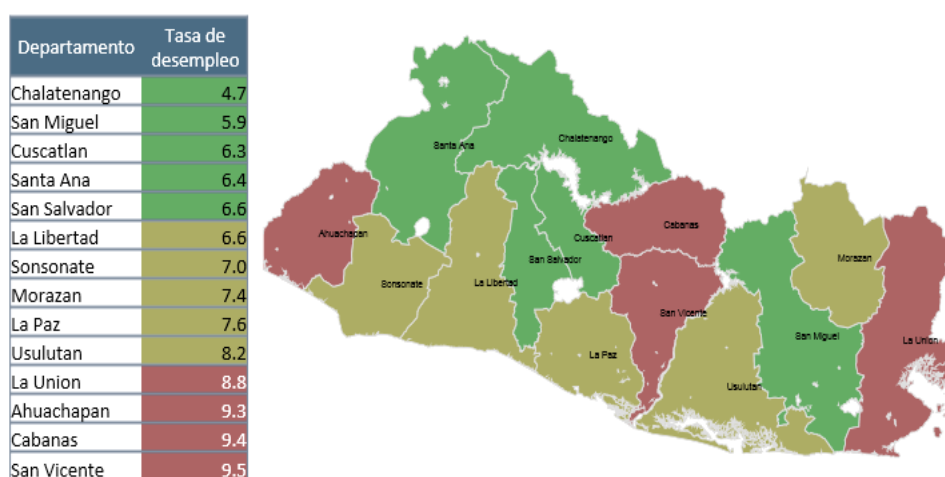 Departamento Tasa de desempleo
Chalatenango 4.7
San Miguel 5.9
Cuscatlan 6.3
Santa Ana 6.4
San Salvador 6.6
La Libertad 6.6
Sonsonate 7.0
Morazan 7.4
La Paz 7.6
Usulutan 8.2
La Union 8.8
Ahuachapan 9.3
Cabanas 9.4
San Vicente 9.5
Chalatenango
Santa Ana
Cabanas
Ahuachapan
Cuscatlan
San Salvador
Morazan
Sonsonate
La Libertad
San Vicente
San Miguel
La Union
La Paz
Usulutan